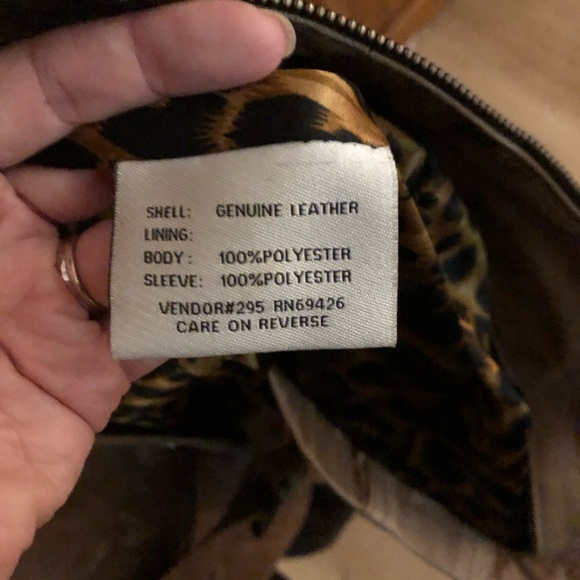 SHELL: GENUINE LEATHER
LINING:
BODY: 100%POLYESTER
SLEEVE: 100%POLYESTER
VENDOR#295 RN69426
CARE ON REVERSE